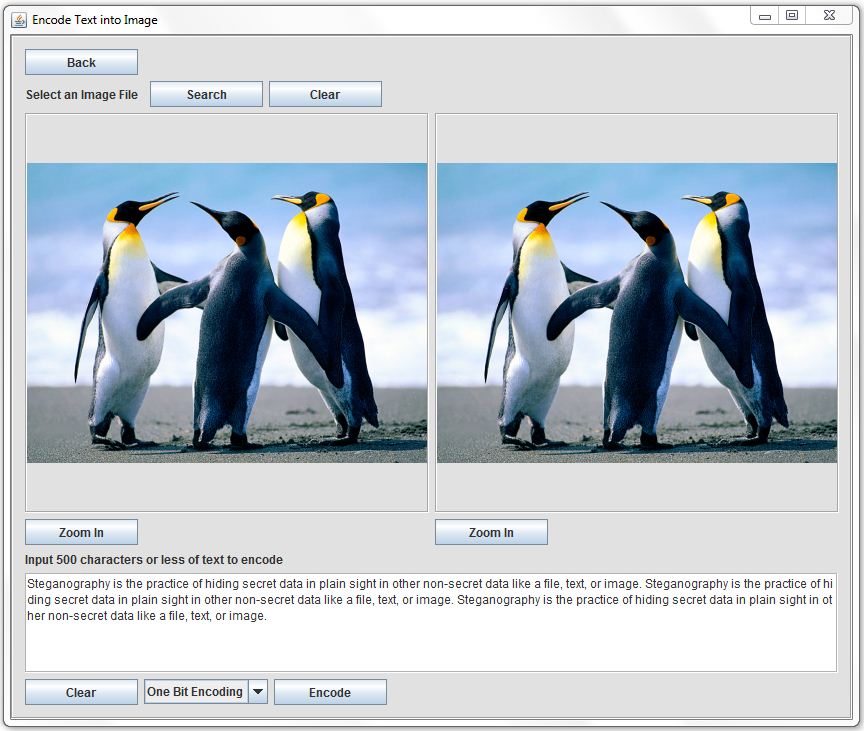 Encode Text into Image
Back
Select an Image File Search Clear
Zoom In Zoom In
Input 500 characters or less of text to encode
Steganography is the practice of hiding secret data in plain sight in other non-secret data like a file, text, or image. Steganography is the practice of hi
ding secret data in plain sight in other non-secret data like a file, text, or image. Steganography is the practice of hiding secret data in plain sight in ot
her non-secret data like a file, text, or image.
Clear One Bit Encoding Encode